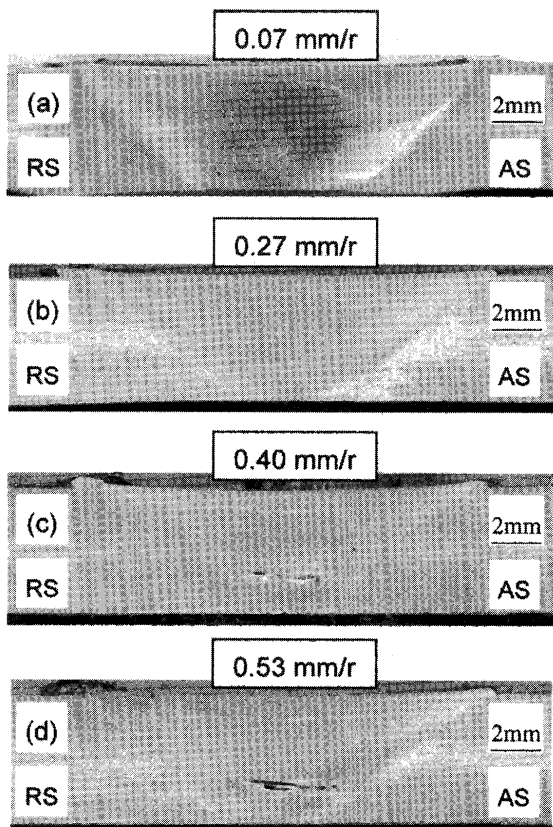 0.07 mm/r
(a)
2mm
RS
AS
0.27 mm/r
(b)
2mm
RS
AS
0.40 mm/r
(c)
2mm
RS
AS
0.53 mm/r
(d)
2mm
RS
AS